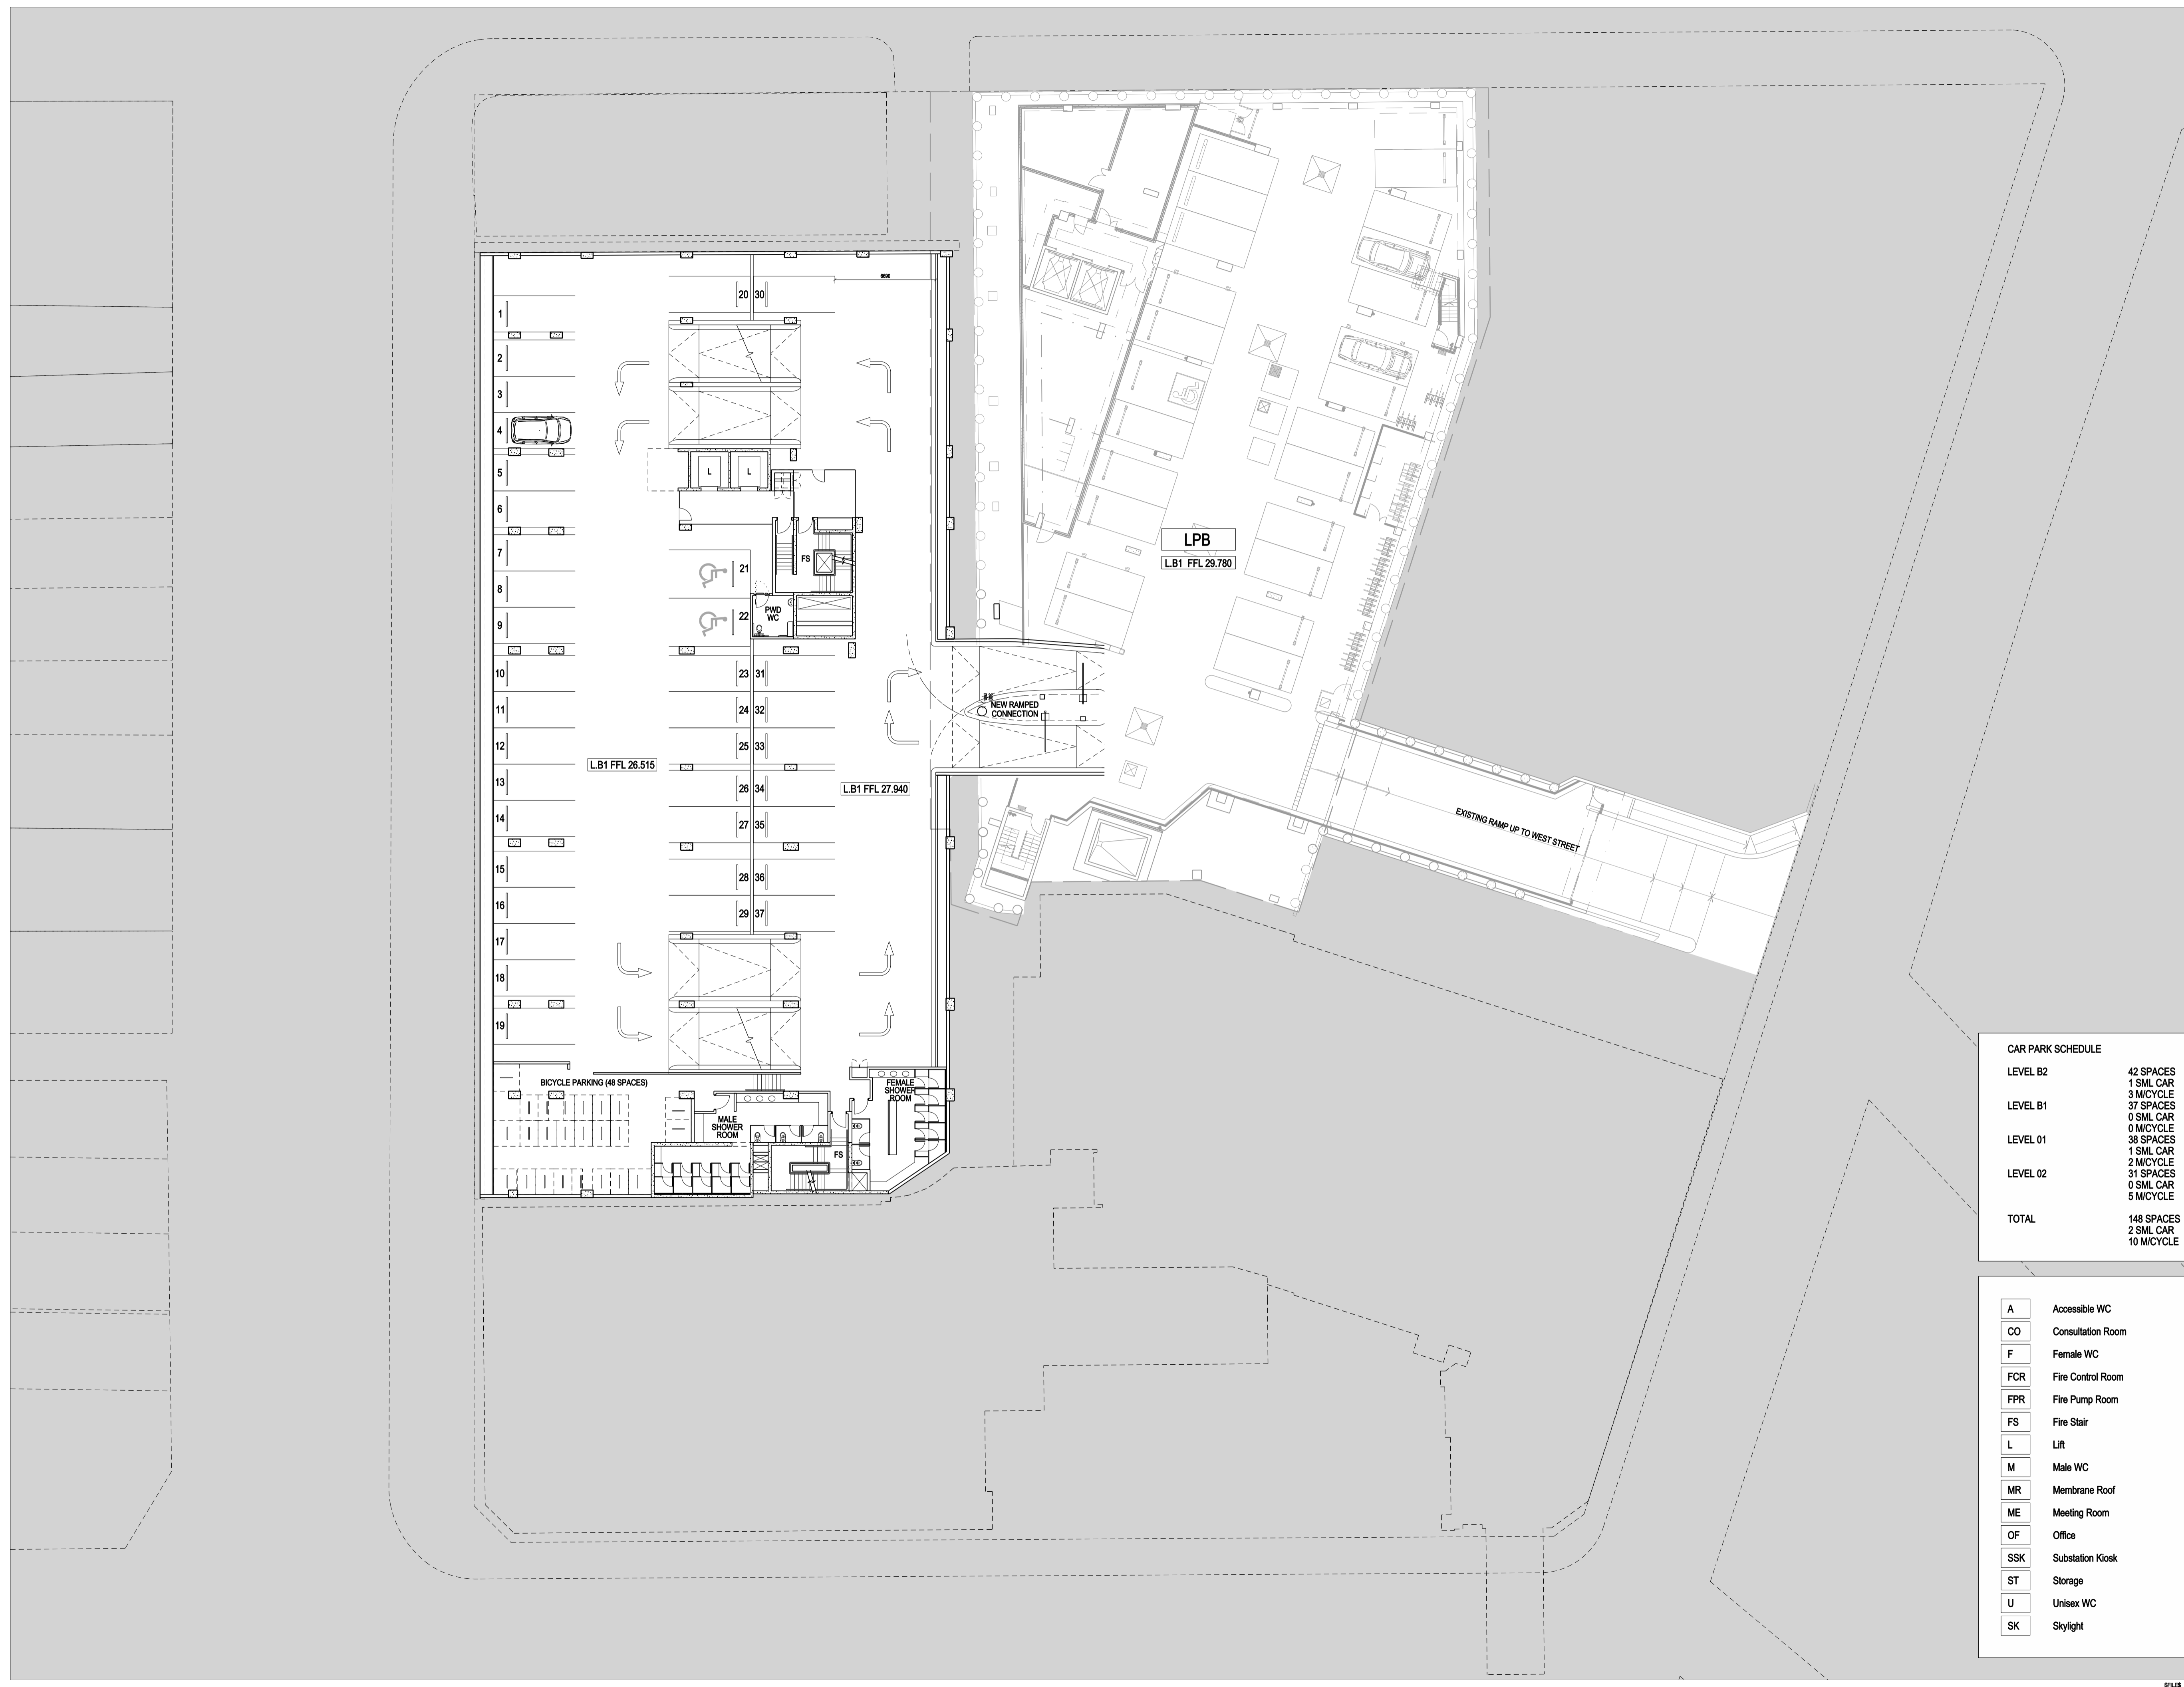 6690
20 30
1
2
3
4
5
6
7
8
9
10
11
12
13
14
15
16
17
18
19
L
L
FS
21
22
PWD
WC
23 31
24 32
25 33
26 34
27 35
28 36
29 37
L.B1 FFL 26.515
L.B1 FFL 27.940
NEW RAMPED
CONNECTION
LPB
L.B1 FFL 29.780
EXISTING RAMP UP TO WEST STREET
BICYCLE PARKING (48 SPACES)
MALE
SHOWER
ROOM
FEMALE
SHOWER
ROOM
FS
CAR PARK SCHEDULE
LEVEL B2 42 SPACES
1 SML CAR
3 M/CYCLE
LEVEL B1 37 SPACES
0 SML CAR
0 M/CYCLE
LEVEL 01 38 SPACES
1 SML CAR
2 M/CYCLE
LEVEL 02 31 SPACES
0 SML CAR
5 M/CYCLE
TOTAL 148 SPACES
2 SML CAR
10 M/CYCLE
A Accessible WC
CO Consultation Room
F Female WC
FCR Fire Control Room
FPR Fire Pump Room
FS Fire Stair
L Lift
M Male WC
MR Membrane Roof
ME Meeting Room
OF Office
SSK Substation Kiosk
ST Storage
U Unisex WC
SK Skylight